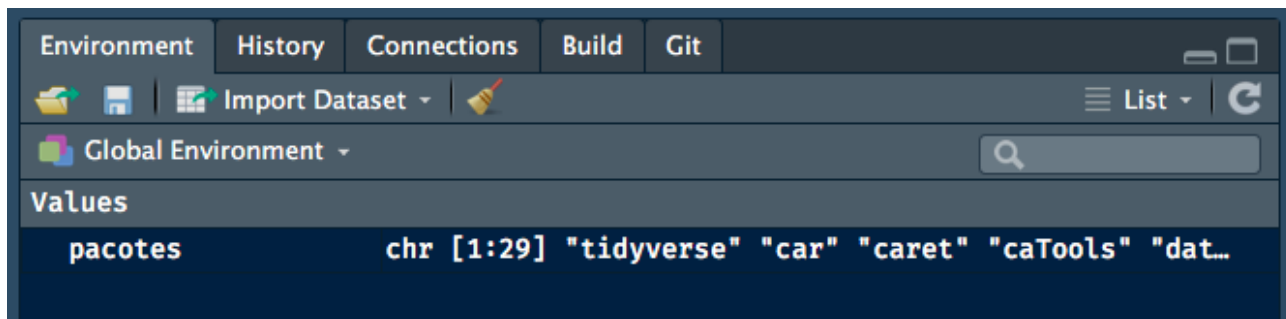 Environment History Connections Build Git
Import Dataset List
Global Environment
Values
pacotes chr [1:29] "tidyverse" "car" "caret" "caTools" "dat…